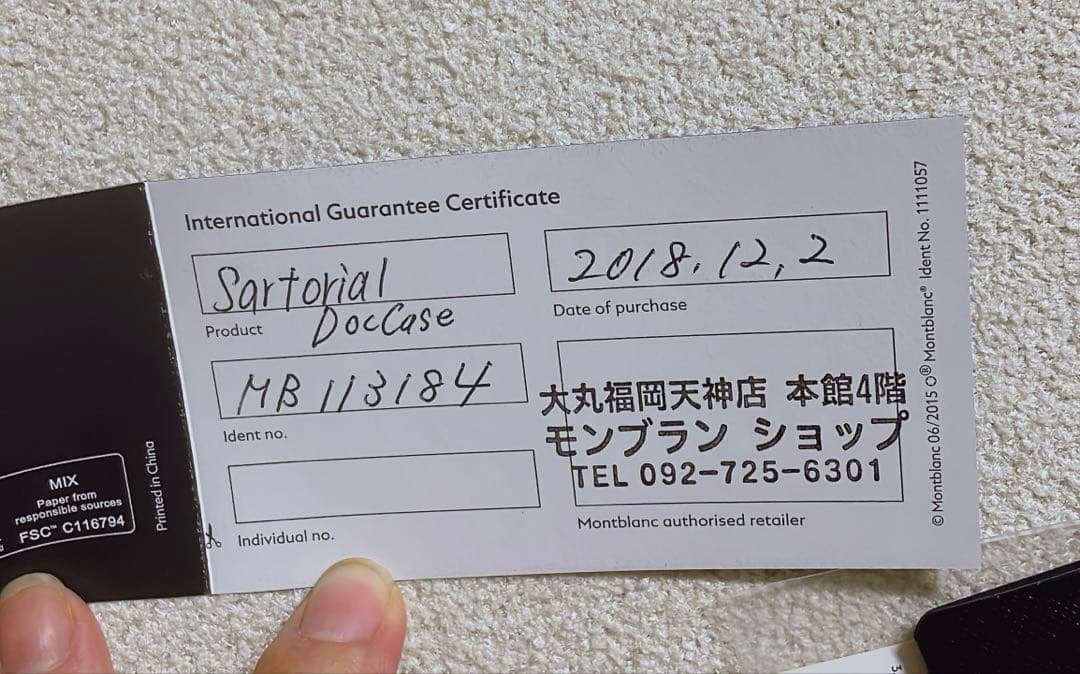 International Guarantee Certificate
Sartorial
DocCase
Product
2018.12.2
Date of purchase
MB 113184
Ident no.
Individual no.
大丸福岡天神店 本館4階
モンブラン ショップ
TEL 092-725-6301
Montblanc authorised retailer
© Montblanc 06/2015 ® Montblanc® Ident No. 1111057
Printed in China
MIX
Paper from
responsible sources
FSC™ C116794